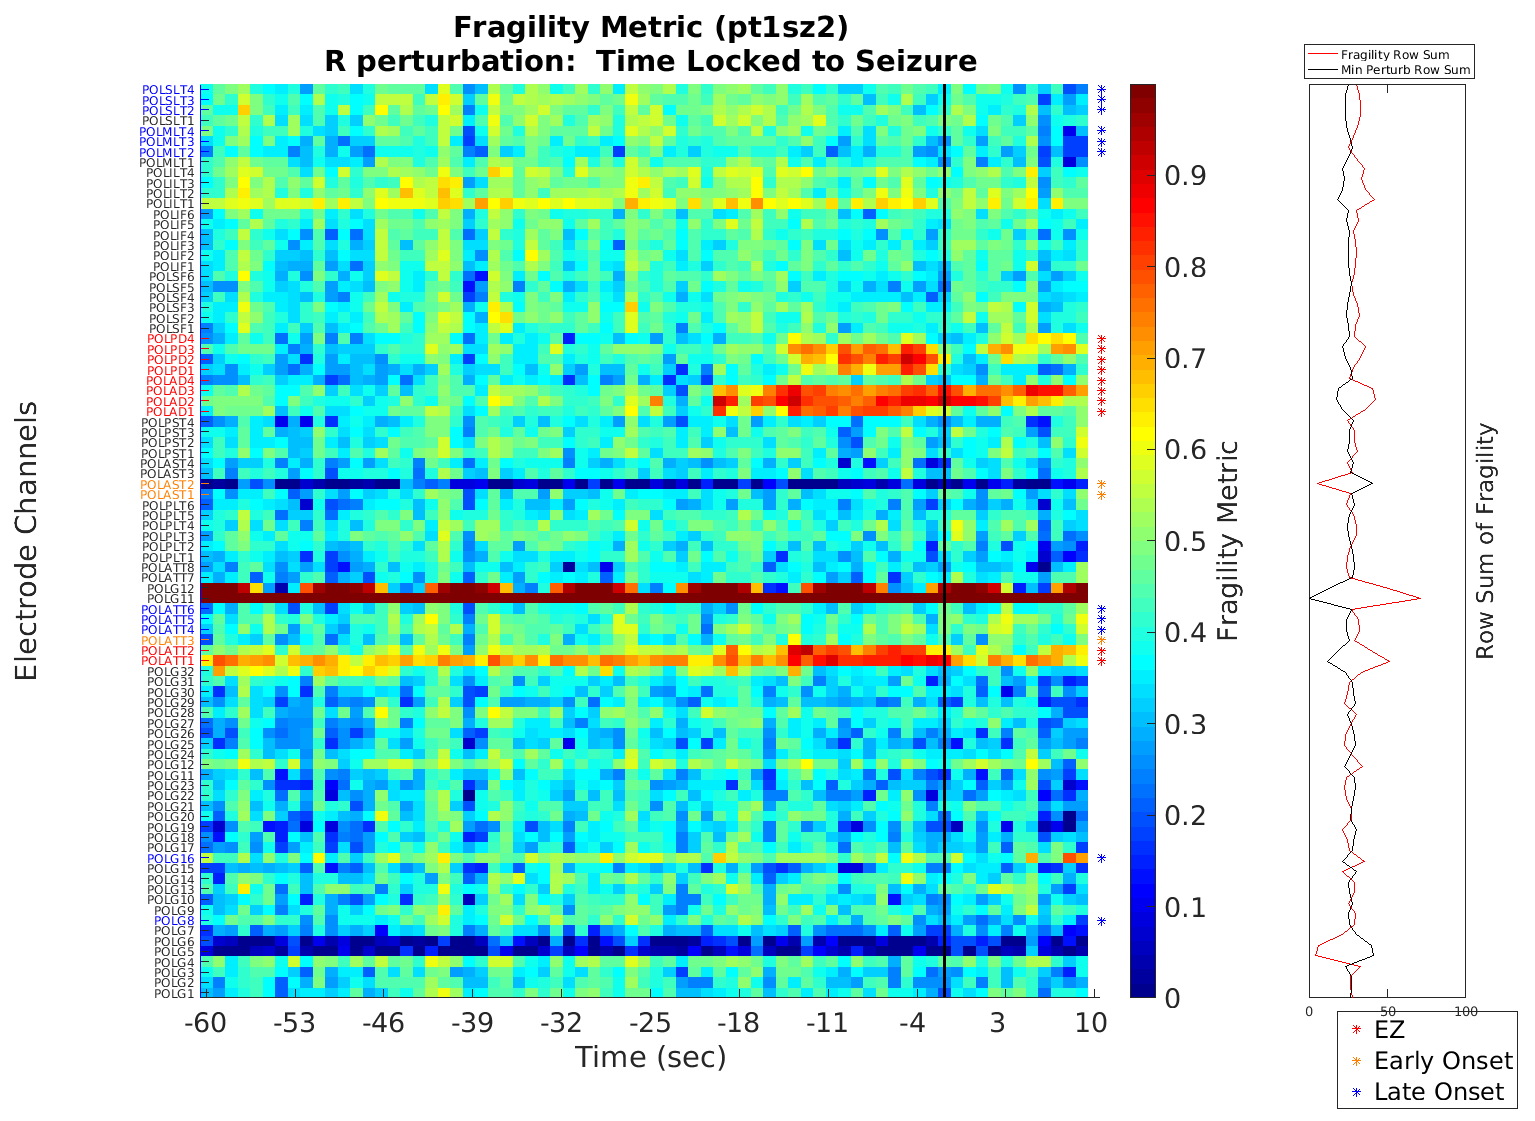 Fragility Metric (pt1sz2)
R perturbation:  Time Locked to Seizure
Electrode Channels
POLSLT4
POLSLT3
POLSLT2
POLSLT1
POLMLT4
POLMLT3
POLMLT2
POLMLT1
POLILT4
POLILT3
POLILT2
POLILT1
POLIF6
POLIF5
POLIF4
POLIF3
POLIF2
POLIF1
POLSF6
POLSF5
POLSF4
POLSF3
POLSF2
POLSF1
POLPD4
POLPD3
POLPD2
POLPD1
POLAD4
POLAD3
POLAD2
POLAD1
POLPST4
POLPST3
POLPST2
POLPST1
POLAST4
POLAST3
POLAST2
POLAST1
POLPLT6
POLPLT5
POLPLT4
POLPLT3
POLPLT2
POLPLT1
POLATT8
POLATT7
POLG12
POLG11
POLATT6
POLATT5
POLATT4
POLATT3
POLATT2
POLATT1
POLG32
POLG31
POLG30
POLG29
POLG28
POLG27
POLG26
POLG25
POLG24
POLG12
POLG11
POLG23
POLG22
POLG21
POLG20
POLG19
POLG18
POLG17
POLG16
POLG15
POLG14
POLG13
POLG10
POLG9
POLG8
POLG7
POLG6
POLG5
POLG4
POLG3
POLG2
POLG1
-60 -53 -46 -39 -32 -25 -18 -11 -4 3 10
Time (sec)
0.9
0.8
0.7
0.6
0.5
0.4
0.3
0.2
0.1
0
Fragility Metric
Fragility Row Sum
Min Perturb Row Sum
Row Sum of Fragility
0 50 100
EZ
Early Onset
Late Onset